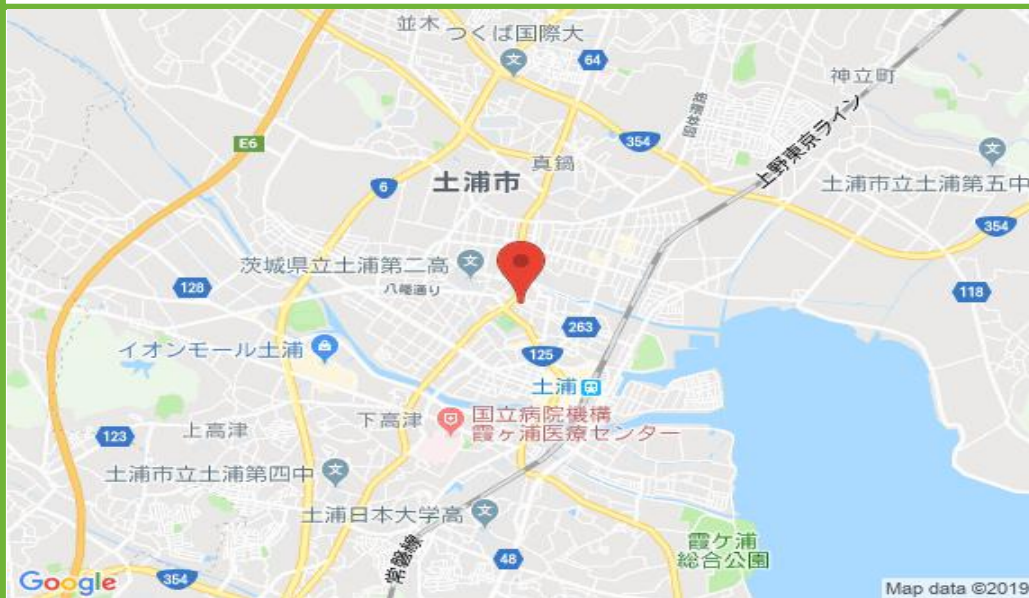 並木
つくば国際大
64
神立町
E6
354
上野東京ライン
真鍋
6
土浦市
土浦市立土浦第五中
354
茨城県立土浦第二高
八幡通り
128
118
263
イオンモール土浦
125
土浦
下高津
国立病院機構
霞ヶ浦医療センター
123
上高津
土浦市立土浦第四中
土浦日本大学高
霞ケ浦
総合公園
常磐線
48
354
Google
Map data ©2019